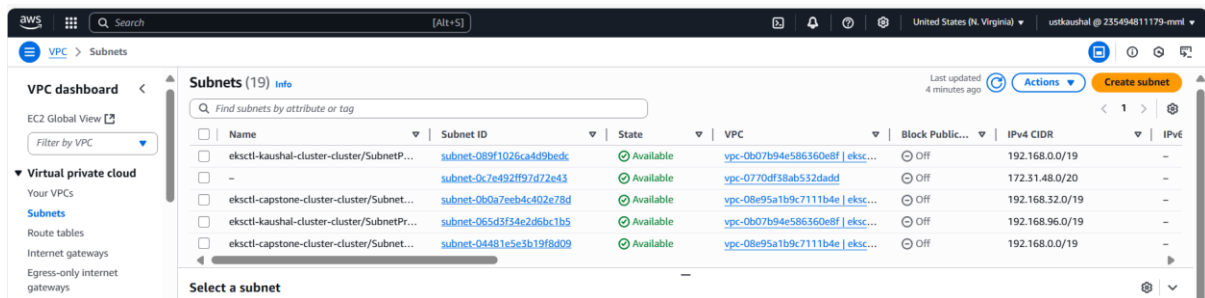 aws Search [Alt+S] United States (N. Virginia) ustkaushal @ 235494811179-mml
VPC > Subnets
VPC dashboard
EC2 Global View
Filter by VPC
Virtual private cloud
Your VPCs
Subnets
Route tables
Internet gateways
Egress-only internet
gateways
Subnets (19) Info
Last updated
4 minutes ago
Actions
Create subnet
Find subnets by attribute or tag
1
Name Subnet ID State VPC Block Public... IPv4 CIDR IPv6
eksctl-kaushal-cluster-cluster/SubnetP... subnet-089f1026ca4d9bedc Available vpc-0b07b94e586360e8f | eksc... Off 192.168.0.0/19 –
– subnet-0c7e492ff97d72e43 Available vpc-0770df38ab532dadd Off 172.31.48.0/20 –
eksctl-capstone-cluster-cluster/Subnet... subnet-0b0a7eeb4c402e78d Available vpc-08e95a1b9c7111b4e | eksc... Off 192.168.32.0/19 –
eksctl-kaushal-cluster-cluster/SubnetPr... subnet-065d3f34e2d6bc1b5 Available vpc-0b07b94e586360e8f | eksc... Off 192.168.96.0/19 –
eksctl-capstone-cluster-cluster/Subnet... subnet-04481e5e3b19f8d09 Available vpc-08e95a1b9c7111b4e | eksc... Off 192.168.0.0/19 –
Select a subnet